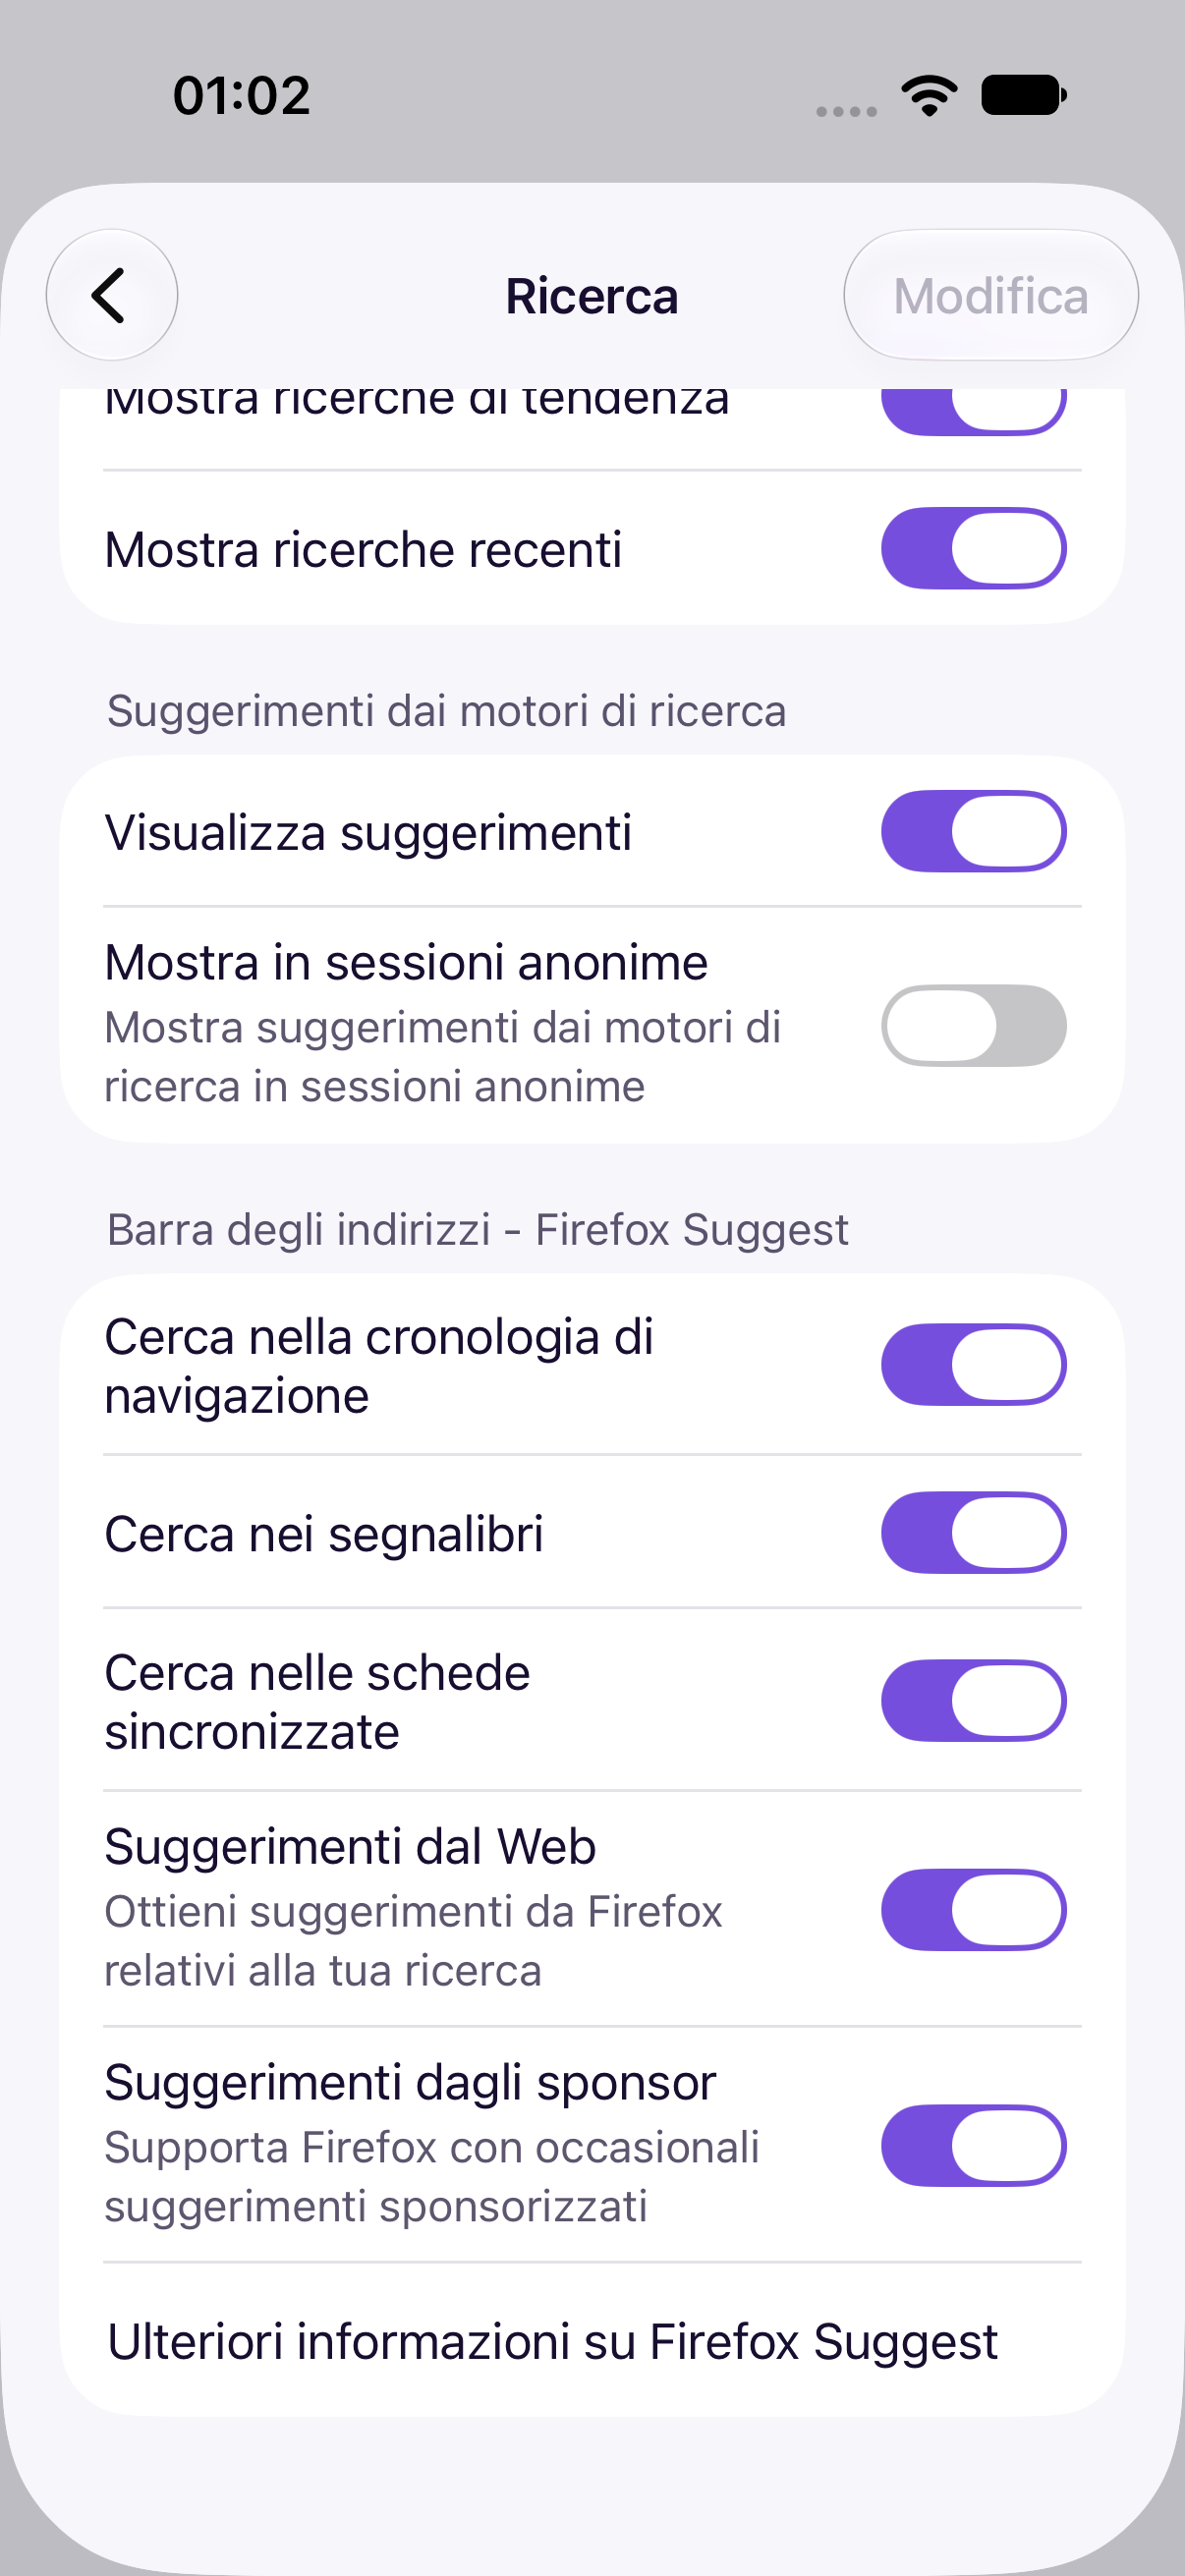 01:02
Ricerca
Modifica
Mostra ricerche di tendenza
Mostra ricerche recenti
Suggerimenti dai motori di ricerca
Visualizza suggerimenti
Mostra in sessioni anonime
Mostra suggerimenti dai motori di
ricerca in sessioni anonime
Barra degli indirizzi - Firefox Suggest
Cerca nella cronologia di
navigazione
Cerca nei segnalibri
Cerca nelle schede
sincronizzate
Suggerimenti dal Web
Ottieni suggerimenti da Firefox
relativi alla tua ricerca
Suggerimenti dagli sponsor
Supporta Firefox con occasionali
suggerimenti sponsorizzati
Ulteriori informazioni su Firefox Suggest